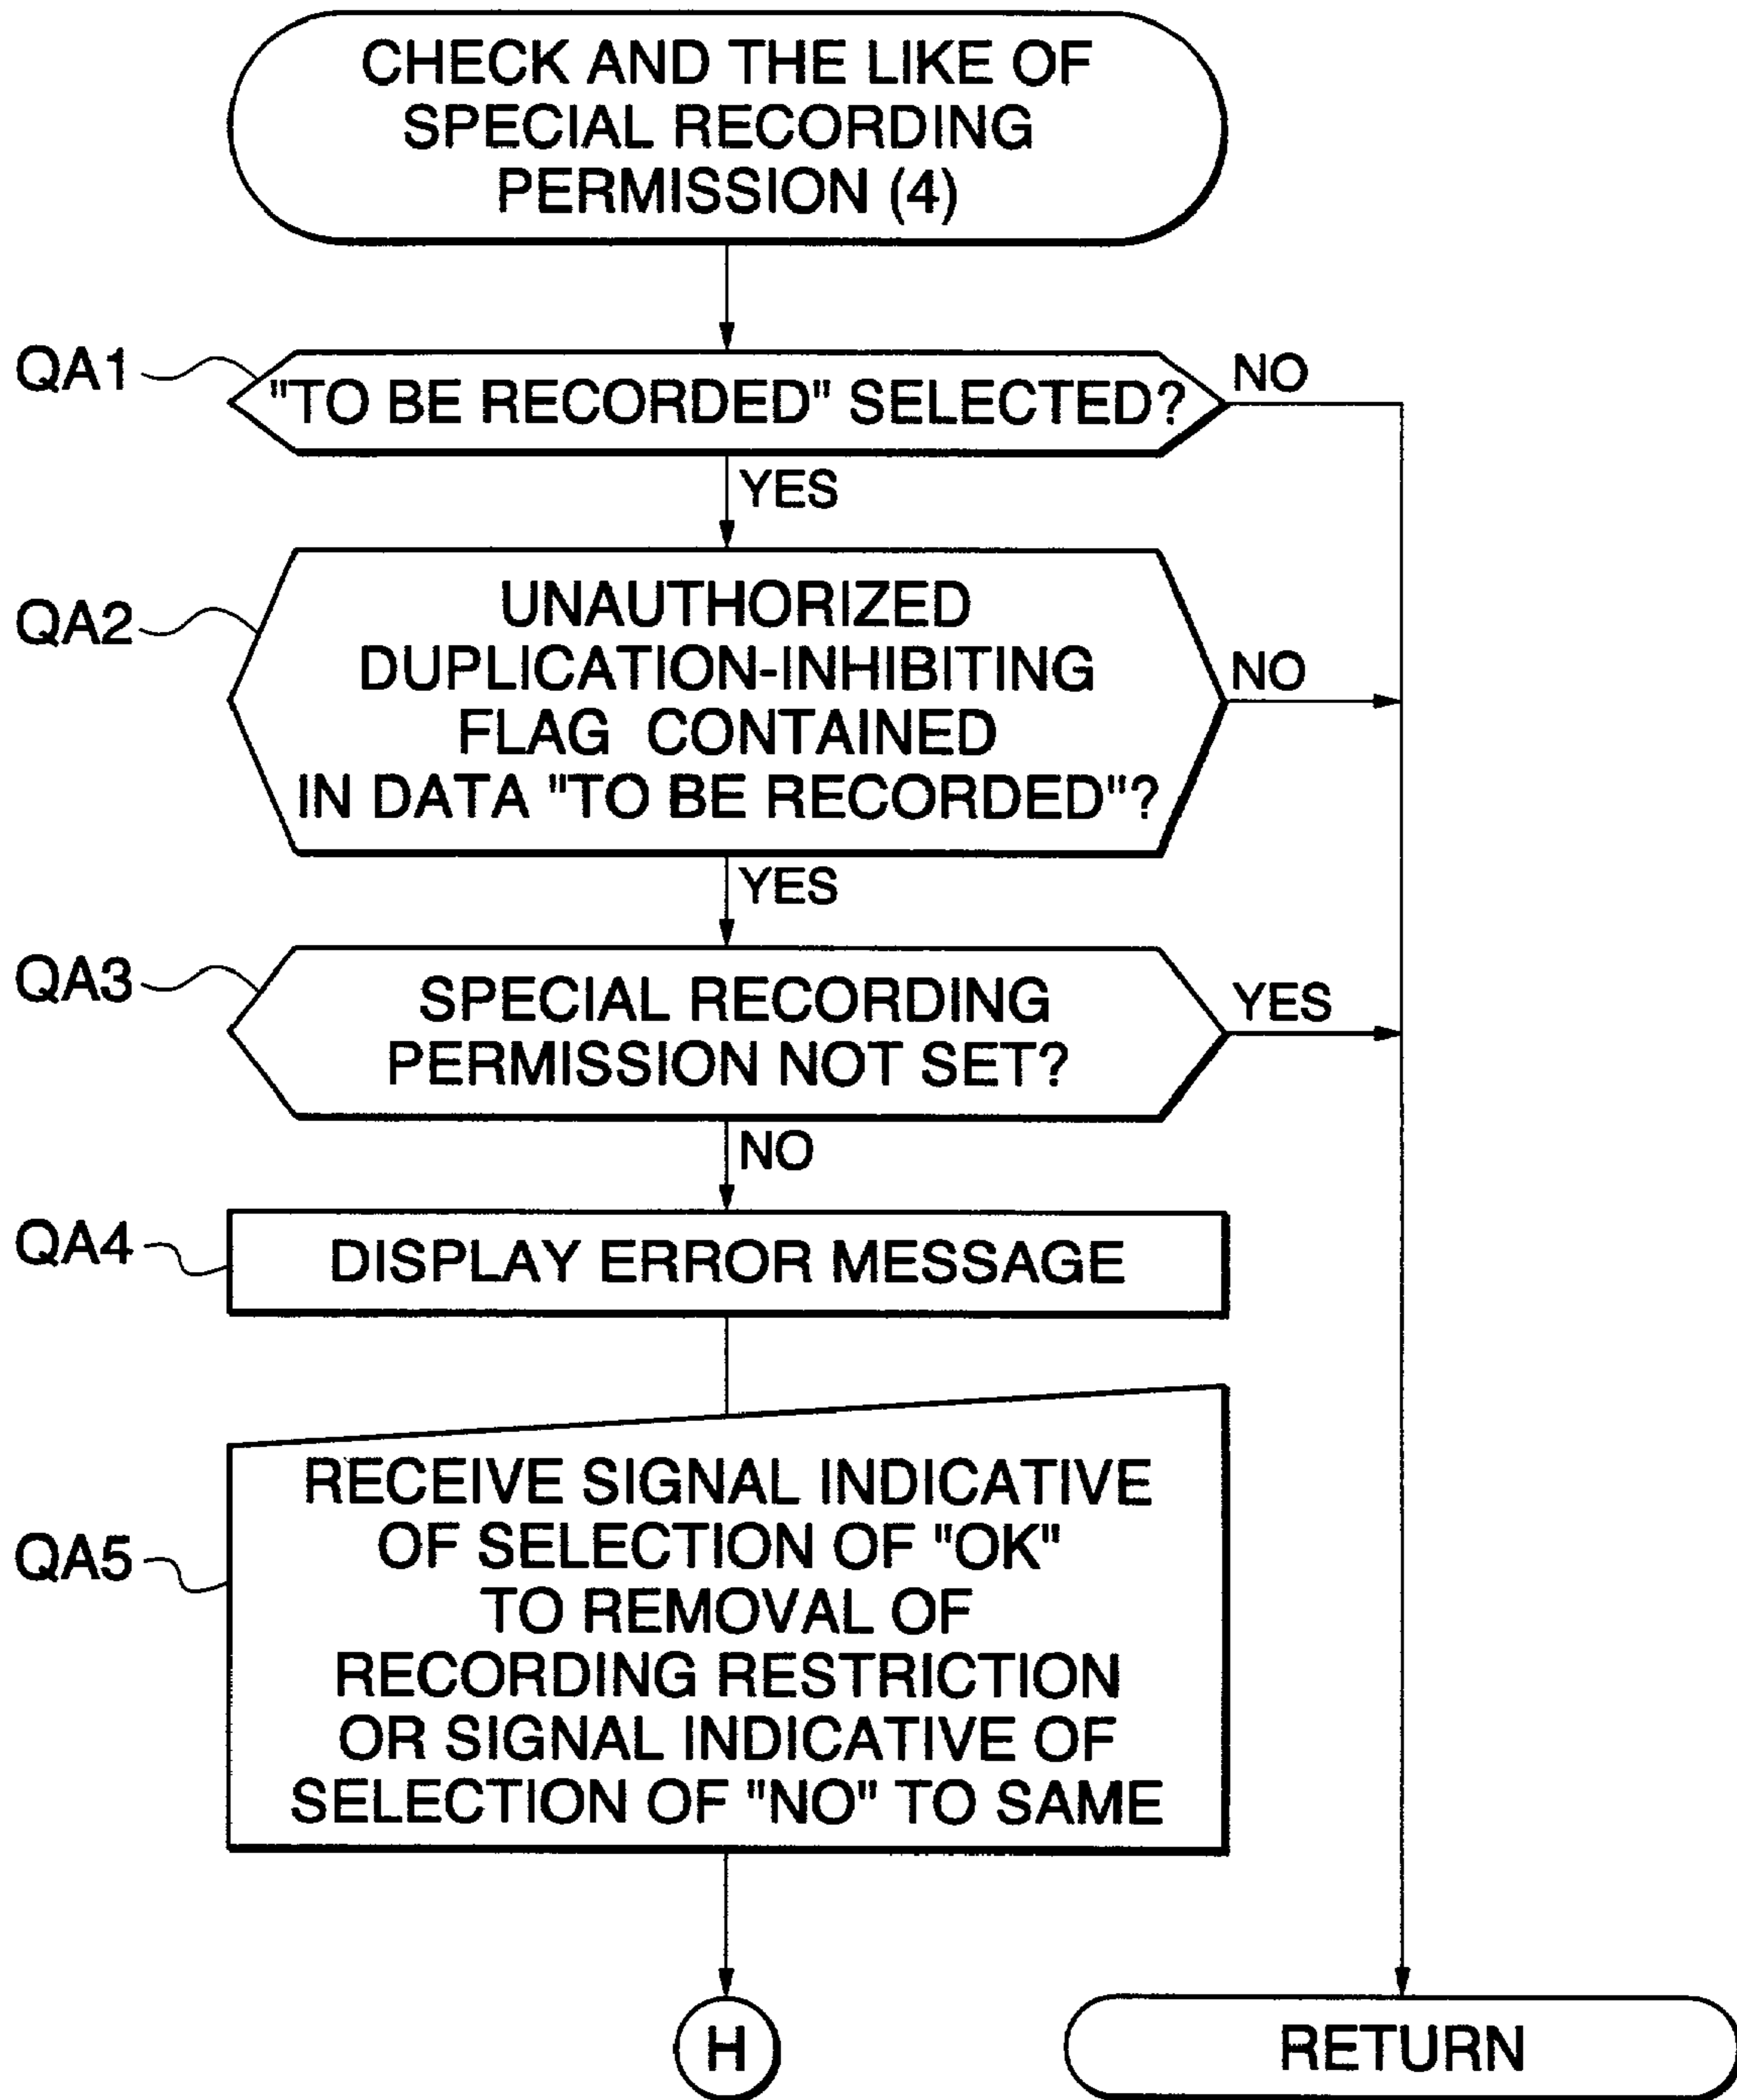 CHECK AND THE LIKE OF
SPECIAL RECORDING
PERMISSION (4)
QA1
"TO BE RECORDED" SELECTED?
NO
YES
QA2
UNAUTHORIZED
DUPLICATION-INHIBITING
FLAG CONTAINED
IN DATA "TO BE RECORDED"?
NO
YES
QA3
SPECIAL RECORDING
PERMISSION NOT SET?
YES
NO
QA4
DISPLAY ERROR MESSAGE
QA5
RECEIVE SIGNAL INDICATIVE
OF SELECTION OF "OK"
TO REMOVAL OF
RECORDING RESTRICTION
OR SIGNAL INDICATIVE OF
SELECTION OF "NO" TO SAME
H
RETURN